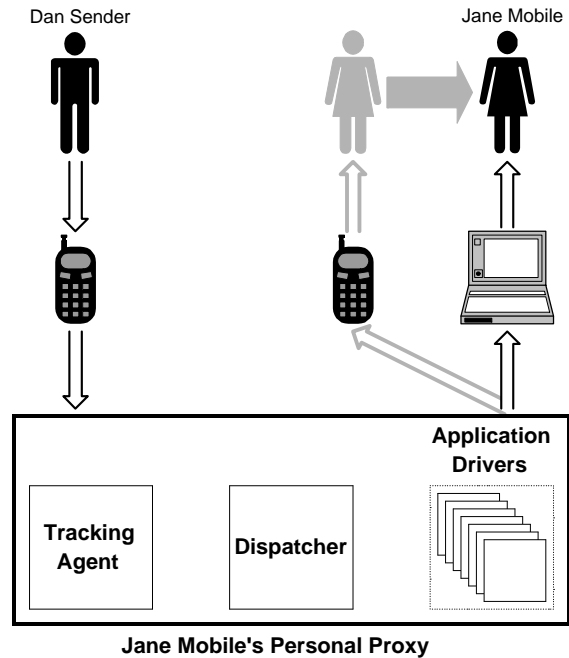 Dan Sender
Jane Mobile
Application
Drivers
Tracking
Agent
Dispatcher
Jane Mobile's Personal Proxy